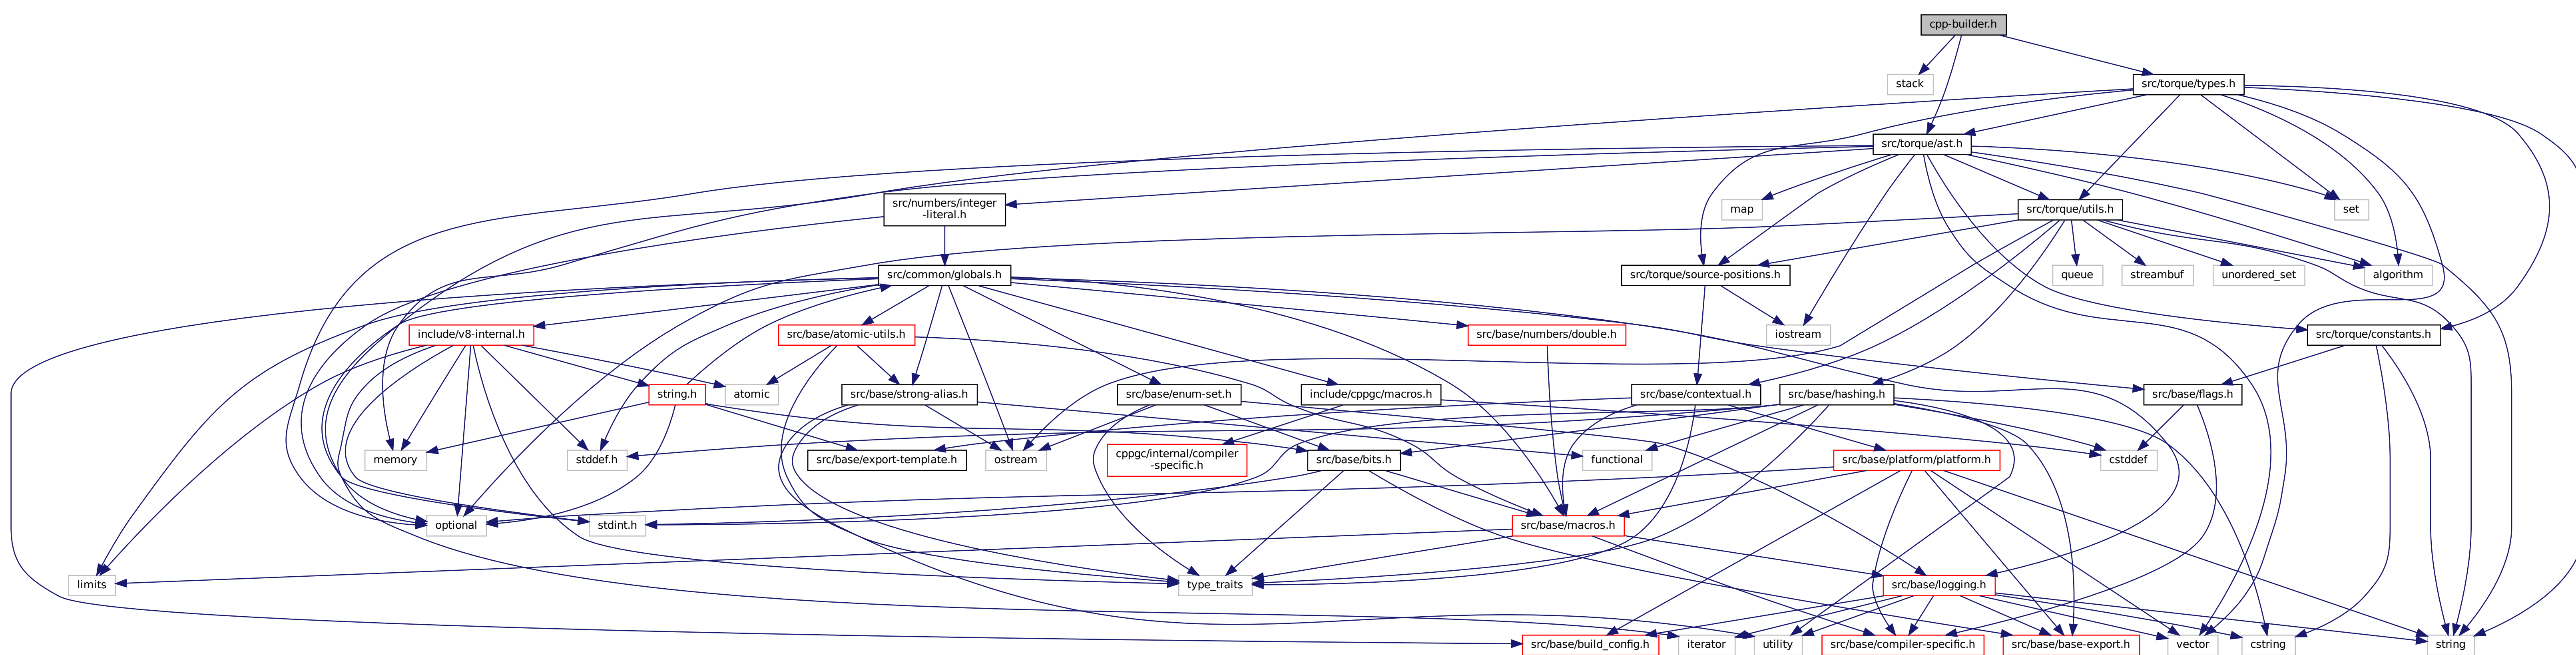 cpp-builder.h
stack
src/torque/types.h
src/torque/ast.h
src/numbers/integer
-literal.h
map
src/torque/utils.h
set
src/common/globals.h
src/torque/source-positions.h
queue
streambuf
unordered_set
algorithm
include/v8-internal.h
src/base/atomic-utils.h
src/base/numbers/double.h
iostream
src/torque/constants.h
string.h
atomic
src/base/strong-alias.h
src/base/enum-set.h
include/cppgc/macros.h
src/base/contextual.h
src/base/hashing.h
src/base/flags.h
memory
stddef.h
src/base/export-template.h
ostream
cppgc/internal/compiler
-specific.h
src/base/bits.h
functional
src/base/platform/platform.h
cstddef
optional
stdint.h
src/base/macros.h
limits
type_traits
src/base/logging.h
src/base/build_config.h
iterator
utility
src/base/compiler-specific.h
src/base/base-export.h
vector
cstring
string